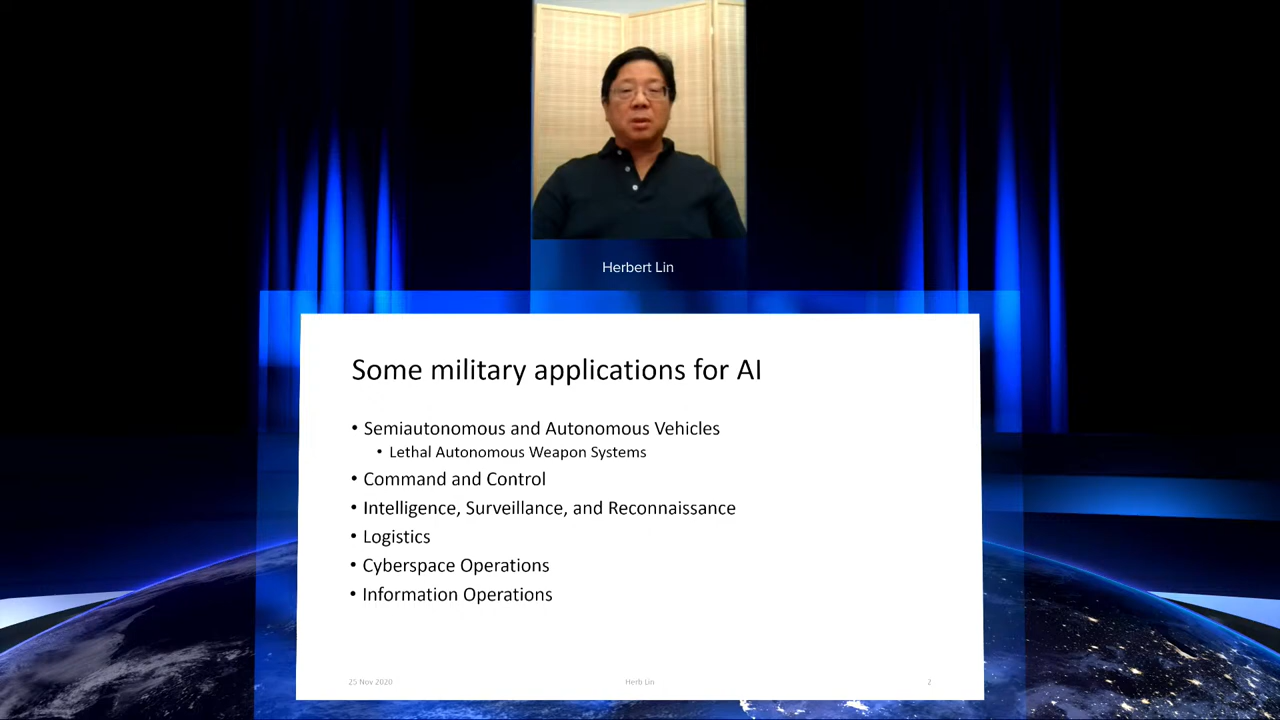 Herbert Lin
Some military applications for AI
• Semiautonomous and Autonomous Vehicles
• Lethal Autonomous Weapon Systems
• Command and Control
• Intelligence, Surveillance, and Reconnaissance
• Logistics
• Cyberspace Operations
• Information Operations
25 Nov 2020
Herb Lin
2